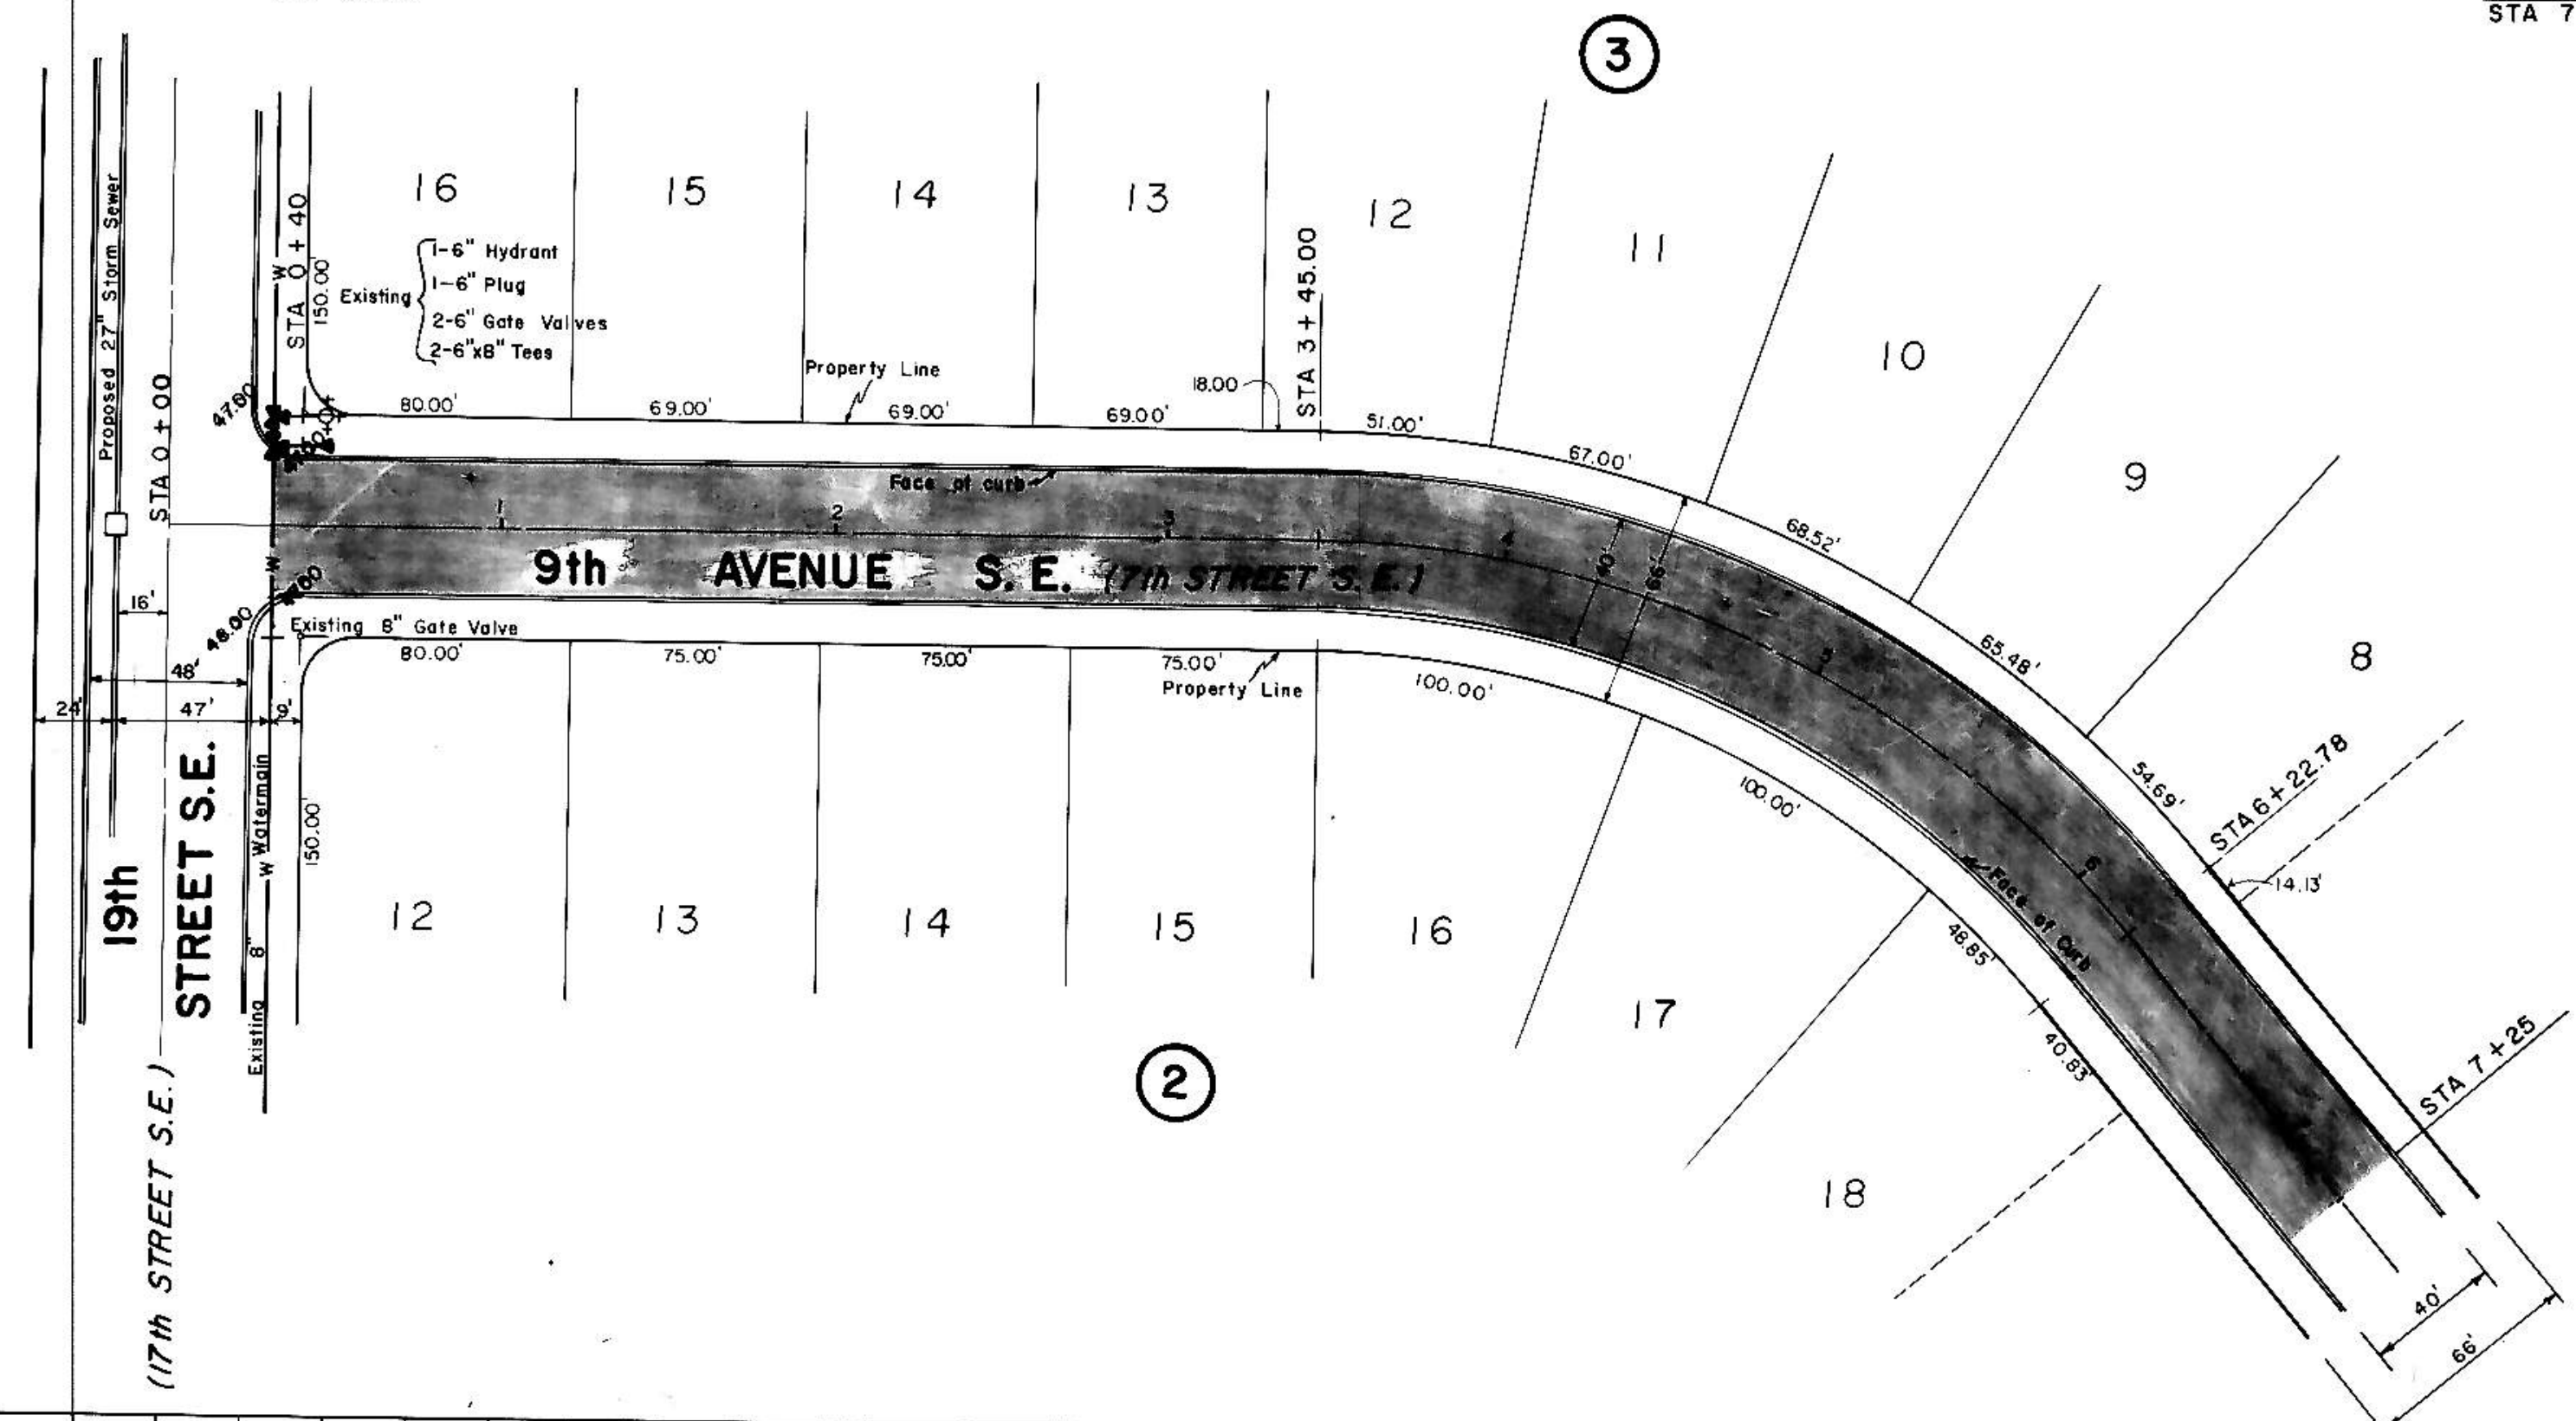 STA 7
3
16
15
14
13
12
11
10
9
8
Proposed 27" Storm Sewer
STA 0 + 00
STA 0 + 40
W
150.00'
Existing
1-6" Hydrant
1-6" Plug
2-6" Gate Valves
2-6"x8" Tees
47.00
Property Line
80.00'
69.00'
69.00'
69.00'
18.00
STA 3 + 45.00
51.00'
67.00'
68.52'
65.48'
54.69'
STA 6 + 22.78
14.13'
Face of curb
1
2
3
4
5
6
40'
66'
9th AVENUE S. E. (7th STREET S. E.)
W
16'
48.00
Existing 8" Gate Valve
80.00'
75.00'
75.00'
75.00'
Property Line
100.00'
100.00'
48.85'
40.83'
Face of Curb
48'
24'
47'
9'
19th
STREET S.E.
(17th STREET S.E.)
Existing 8" W Watermain
150.00'
12
13
14
15
16
17
18
2
STA 7 + 25
40'
66'